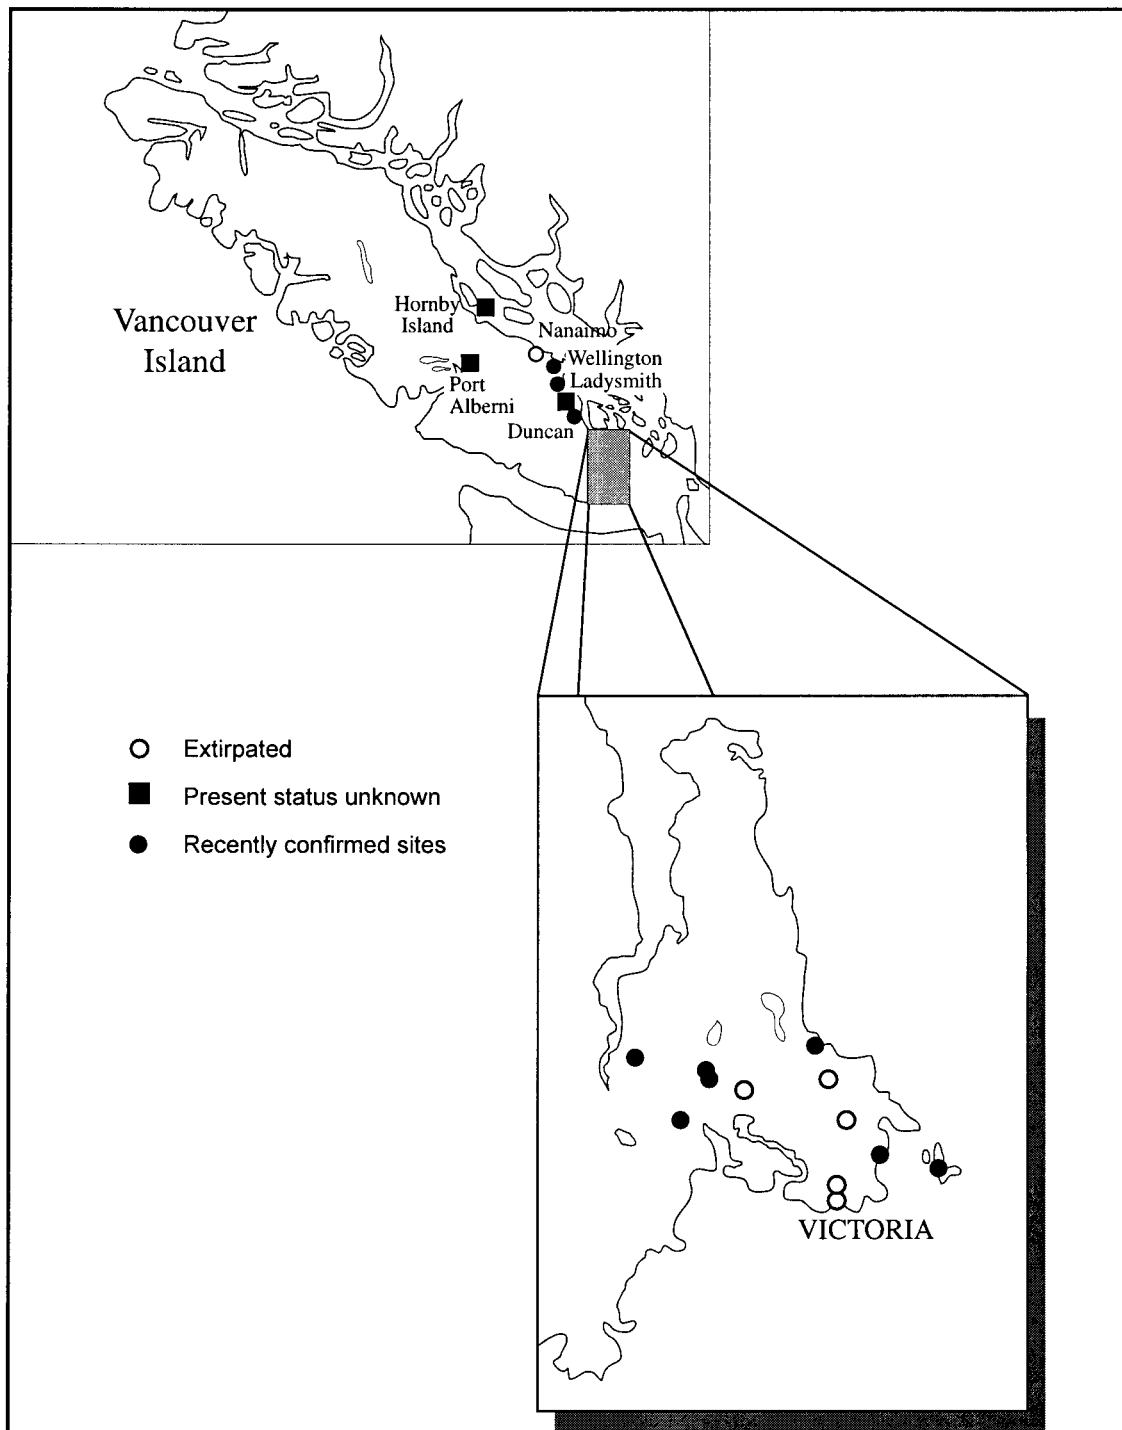 Hornby
Island
Nanaimo
Vancouver
Island
Wellington
Ladysmith
Port
Alberni
Duncan
Extirpated
Present status unknown
Recently confirmed sites
VICTORIA